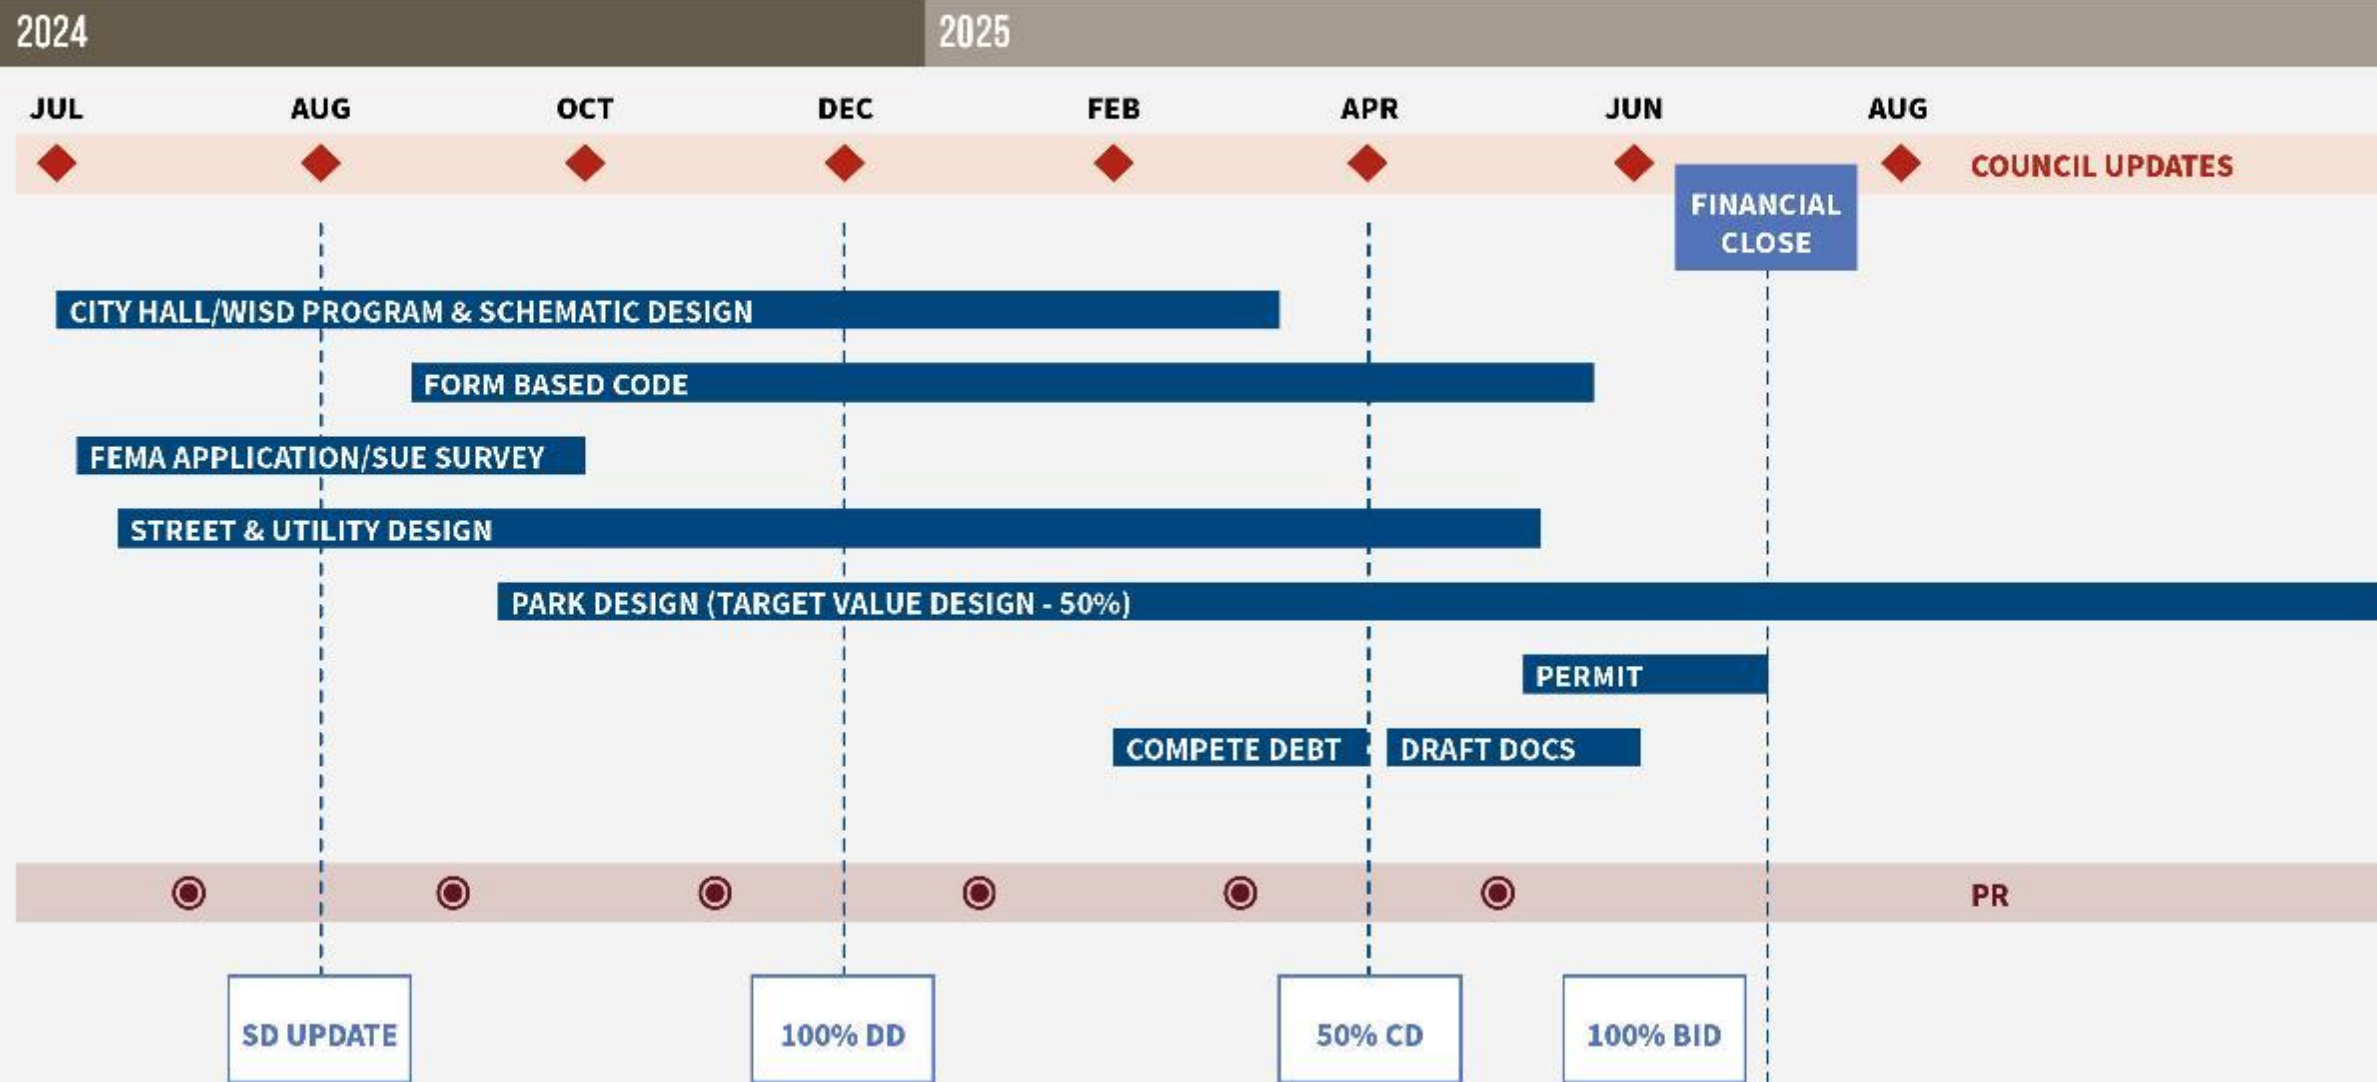 2024
2025
JUL
AUG
OCT
DEC
FEB
APR
JUN
AUG
COUNCIL UPDATES
FINANCIAL
CLOSE
CITY HALL/WISD PROGRAM & SCHEMATIC DESIGN
FORM BASED CODE
FEMA APPLICATION/SUE SURVEY
STREET & UTILITY DESIGN
PARK DESIGN (TARGET VALUE DESIGN - 50%)
PERMIT
COMPETE DEBT
DRAFT DOCS
PR
SD UPDATE
100% DD
50% CD
100% BID